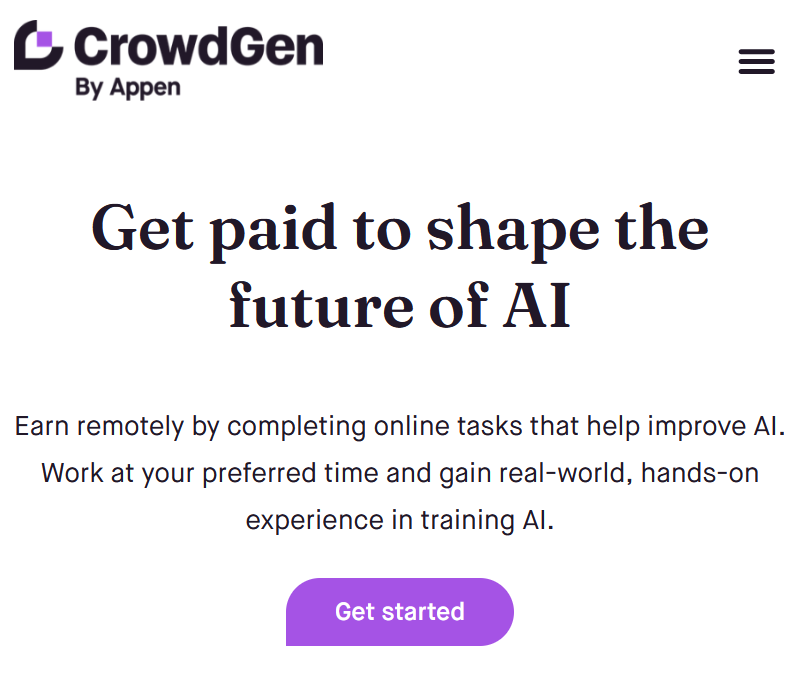 CrowdGen
By Appen
Get paid to shape the
future of AI
Earn remotely by completing online tasks that help improve AI.
Work at your preferred time and gain real-world, hands-on
experience in training AI.
Get started